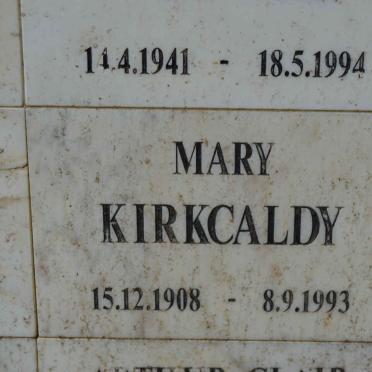 14.4.1941 - 18.5.1994
MARY
KIRKCALDY
15.12.1908 - 8.9.1993